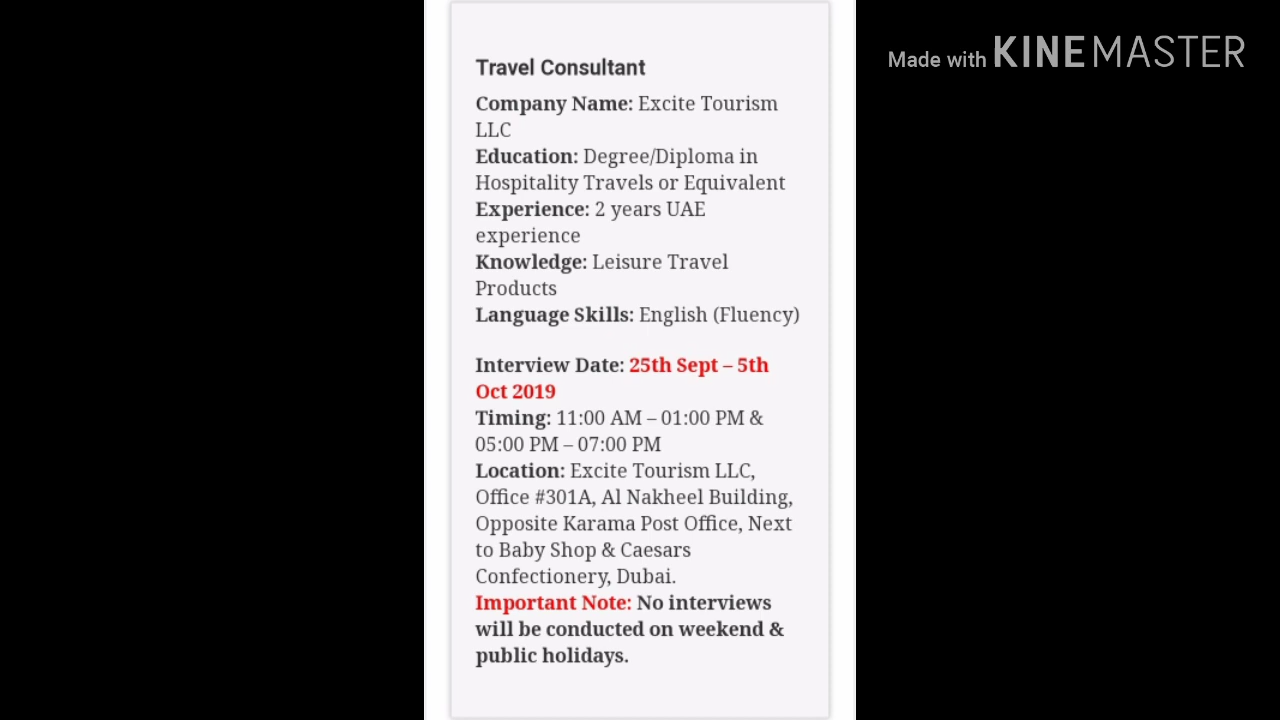 Made with KINEMASTER
Travel Consultant
Company Name: Excite Tourism
LLC
Education: Degree/Diploma in
Hospitality Travels or Equivalent
Experience: 2 years UAE
experience
Knowledge: Leisure Travel
Products
Language Skills: English (Fluency)
Interview Date: 25th Sept – 5th
Oct 2019
Timing: 11:00 AM – 01:00 PM &
05:00 PM – 07:00 PM
Location: Excite Tourism LLC,
Office #301A, Al Nakheel Building,
Opposite Karama Post Office, Next
to Baby Shop & Caesars
Confectionery, Dubai.
Important Note: No interviews
will be conducted on weekend &
public holidays.